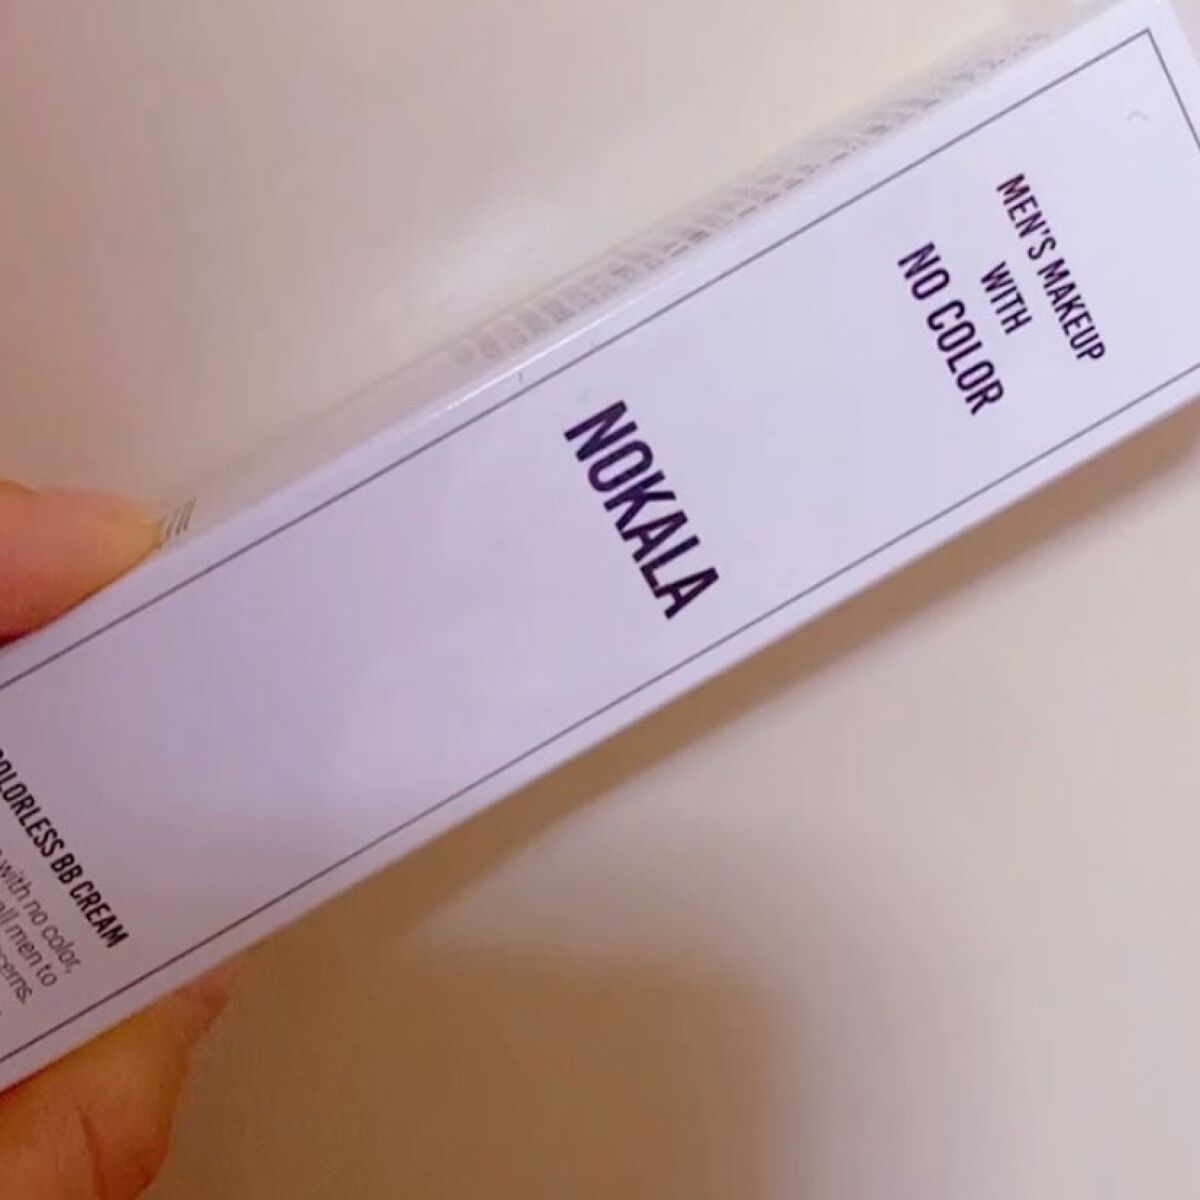 MEN'S MAKEUP
WITH
NO COLOR
NOKALA
COLORLESS BB CREAM
with no color,
all men to